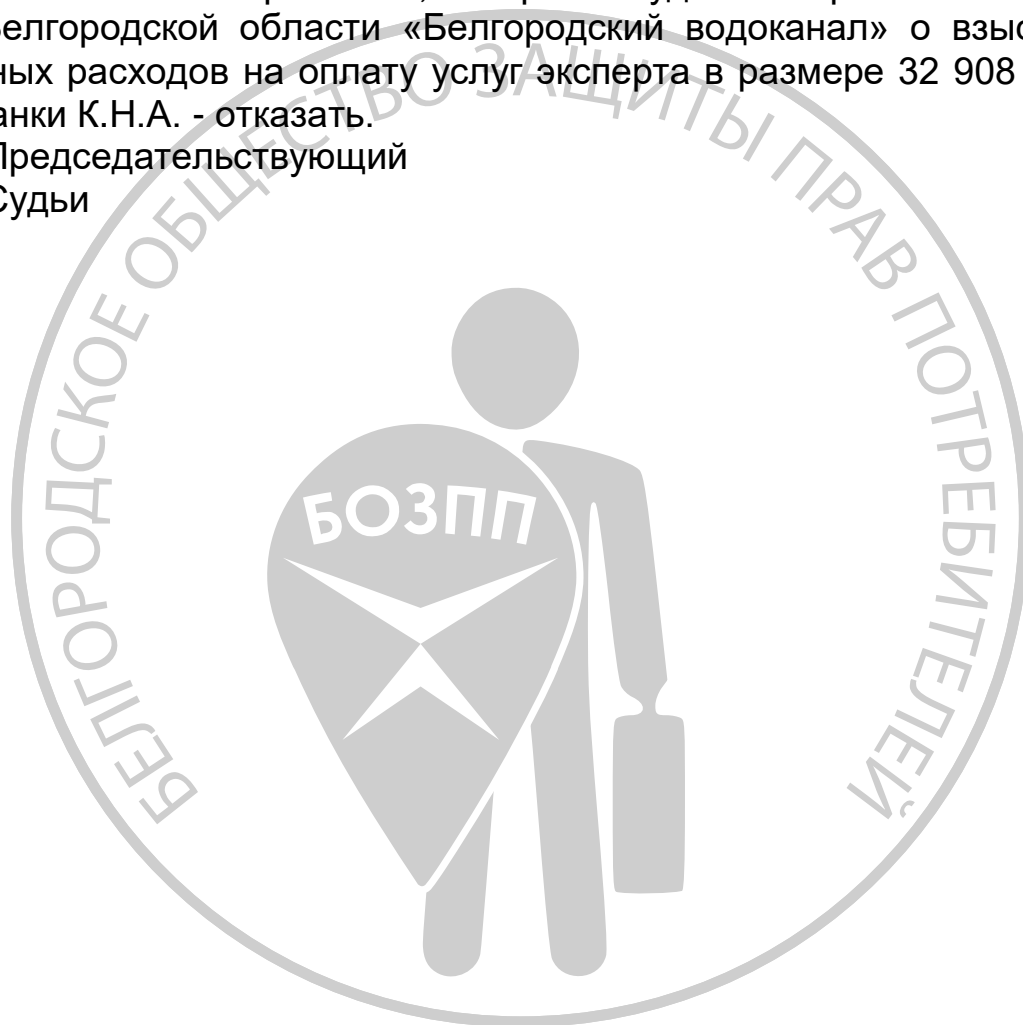 Белгородской области «Белгородский водоканал» о взыс
ных расходов на оплату услуг эксперта в размере 32 908
анки К.Н.А. - отказать.
Председательствующий
Судьи
БЕЛГОРОДСКОЕ ОБЩЕСТВО ЗАЩИТЫ ПРАВ ПОТРЕБИТЕЛЕЙ
БОЗПП